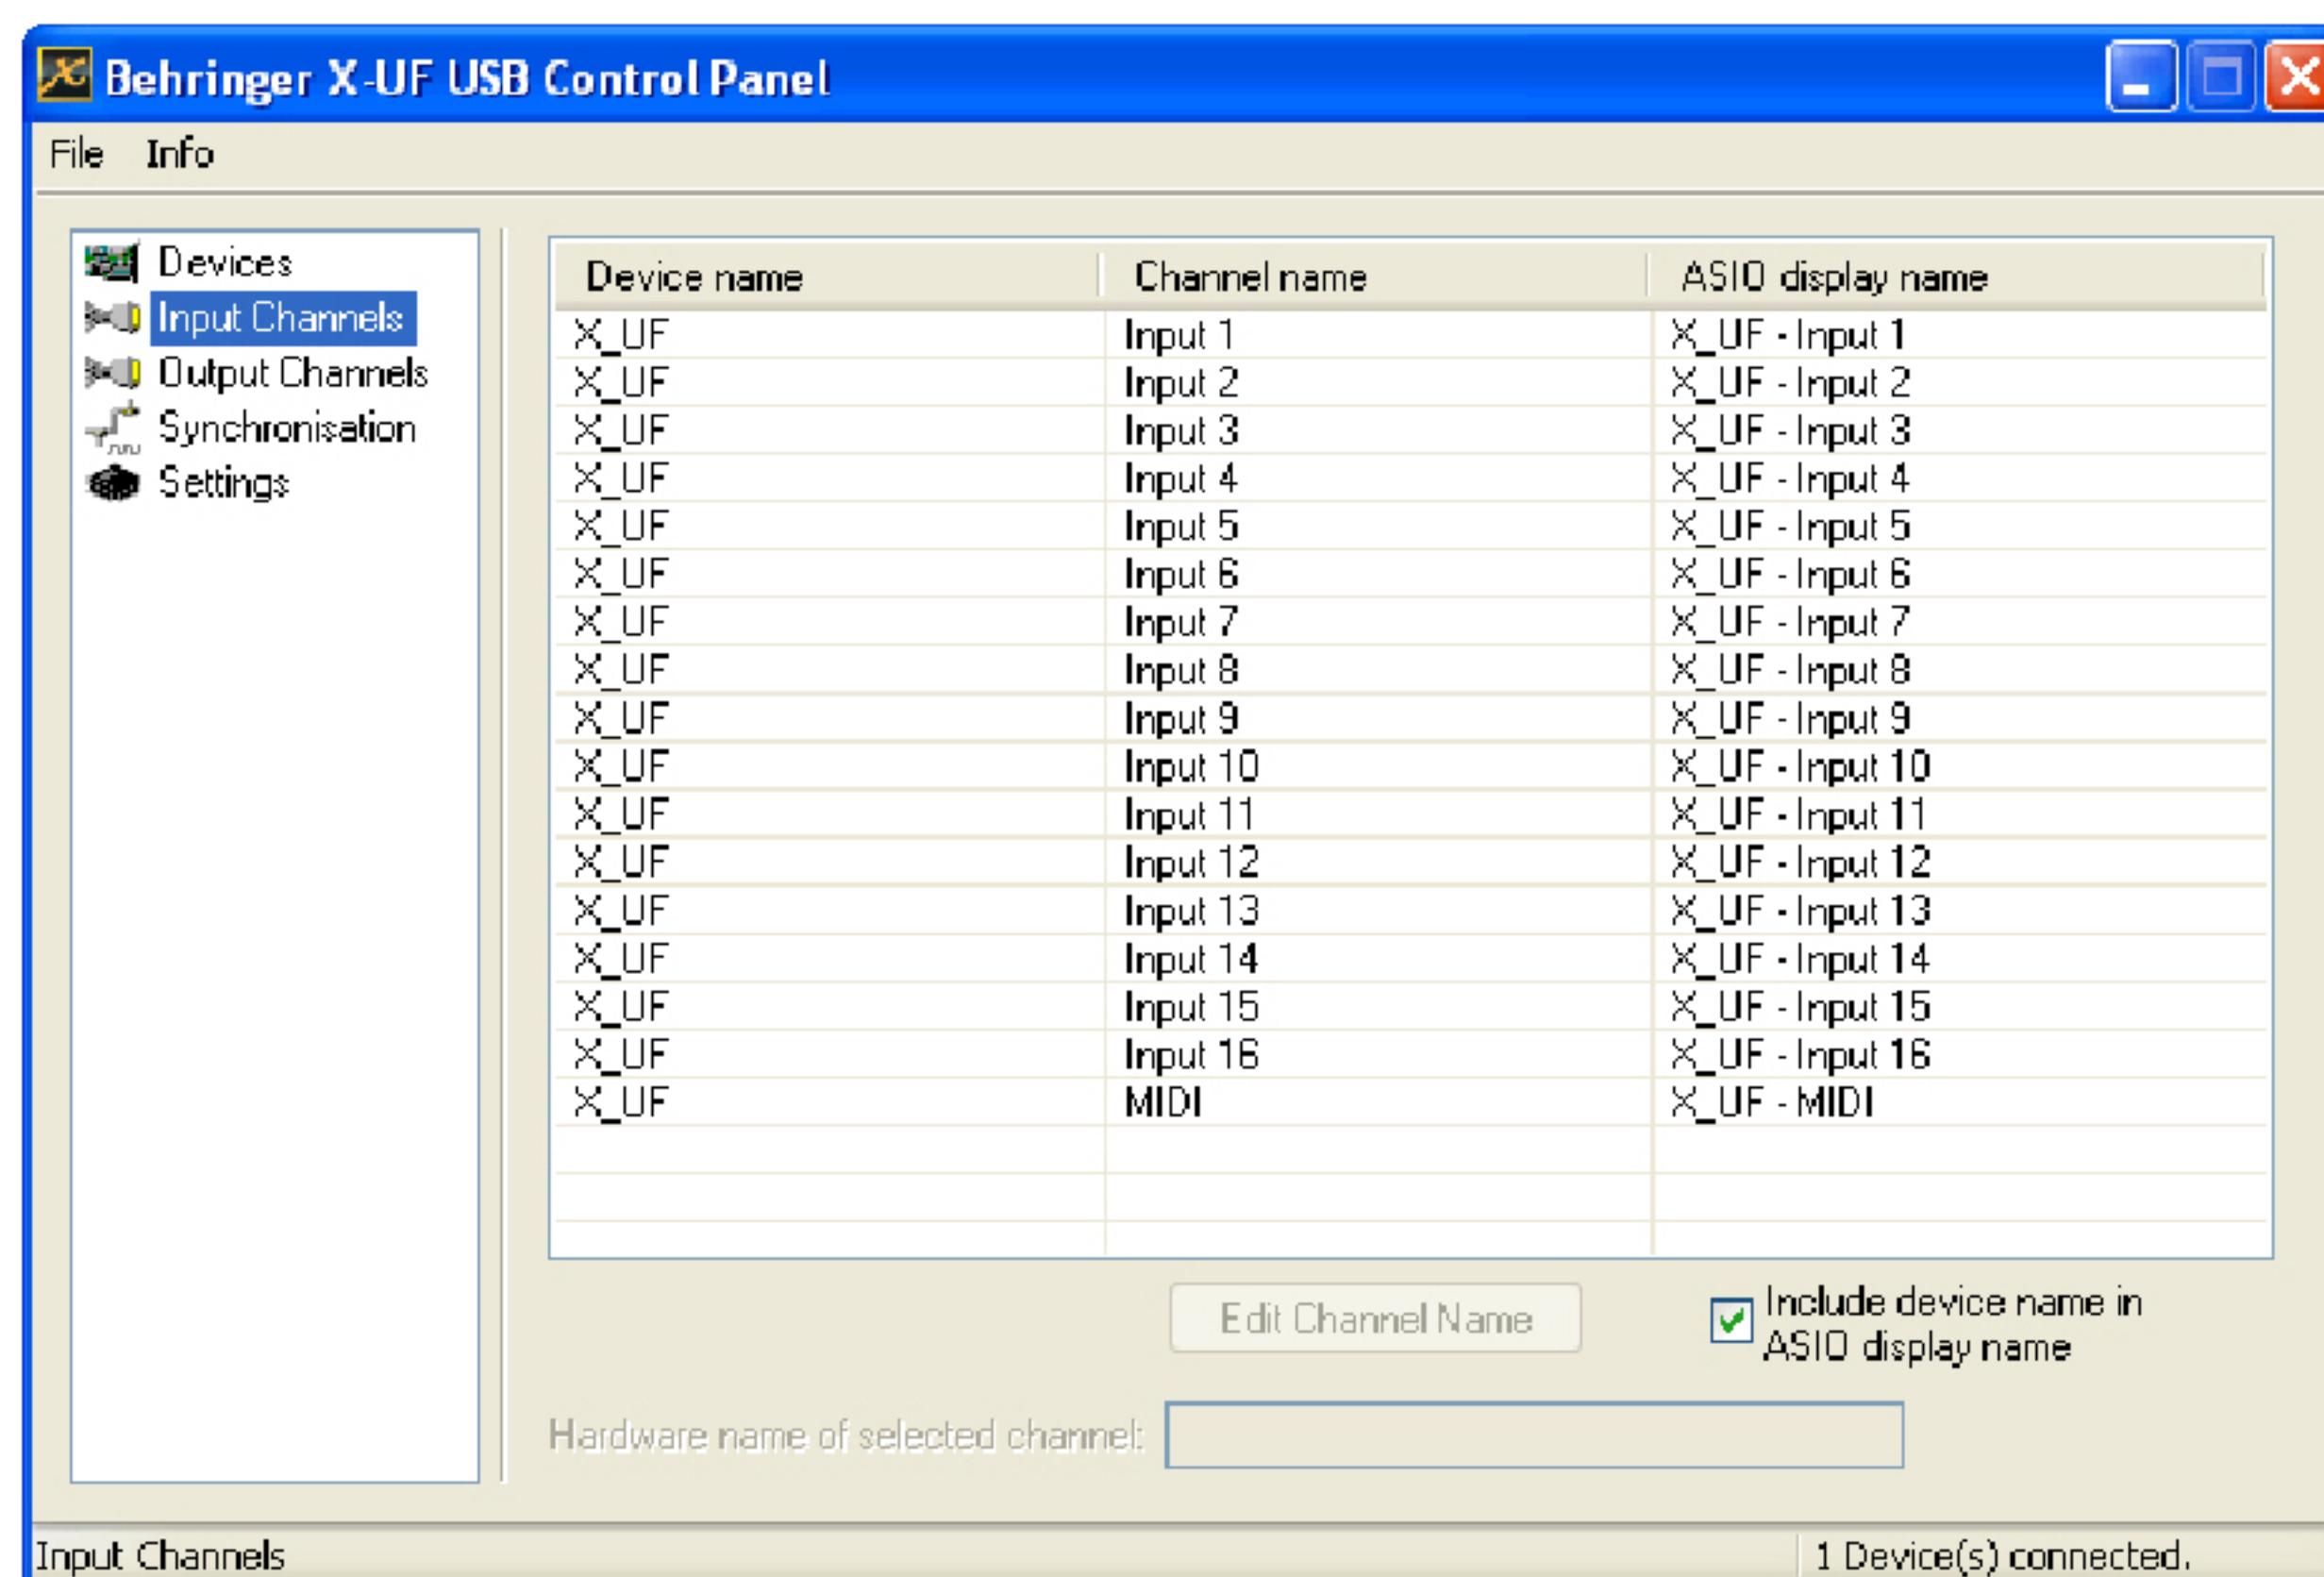 Behringer X-UF USB Control Panel
File Info
Devices
Input Channels
Output Channels
Synchronisation
Settings
Device name Channel name ASIO display name
X_UF Input 1 X_UF - Input 1
X_UF Input 2 X_UF - Input 2
X_UF Input 3 X_UF - Input 3
X_UF Input 4 X_UF - Input 4
X_UF Input 5 X_UF - Input 5
X_UF Input 6 X_UF - Input 6
X_UF Input 7 X_UF - Input 7
X_UF Input 8 X_UF - Input 8
X_UF Input 9 X_UF - Input 9
X_UF Input 10 X_UF - Input 10
X_UF Input 11 X_UF - Input 11
X_UF Input 12 X_UF - Input 12
X_UF Input 13 X_UF - Input 13
X_UF Input 14 X_UF - Input 14
X_UF Input 15 X_UF - Input 15
X_UF Input 16 X_UF - Input 16
X_UF MIDI X_UF - MIDI
Edit Channel Name
Include device name in
ASIO display name
Hardware name of selected channel:
Input Channels
1 Device(s) connected.